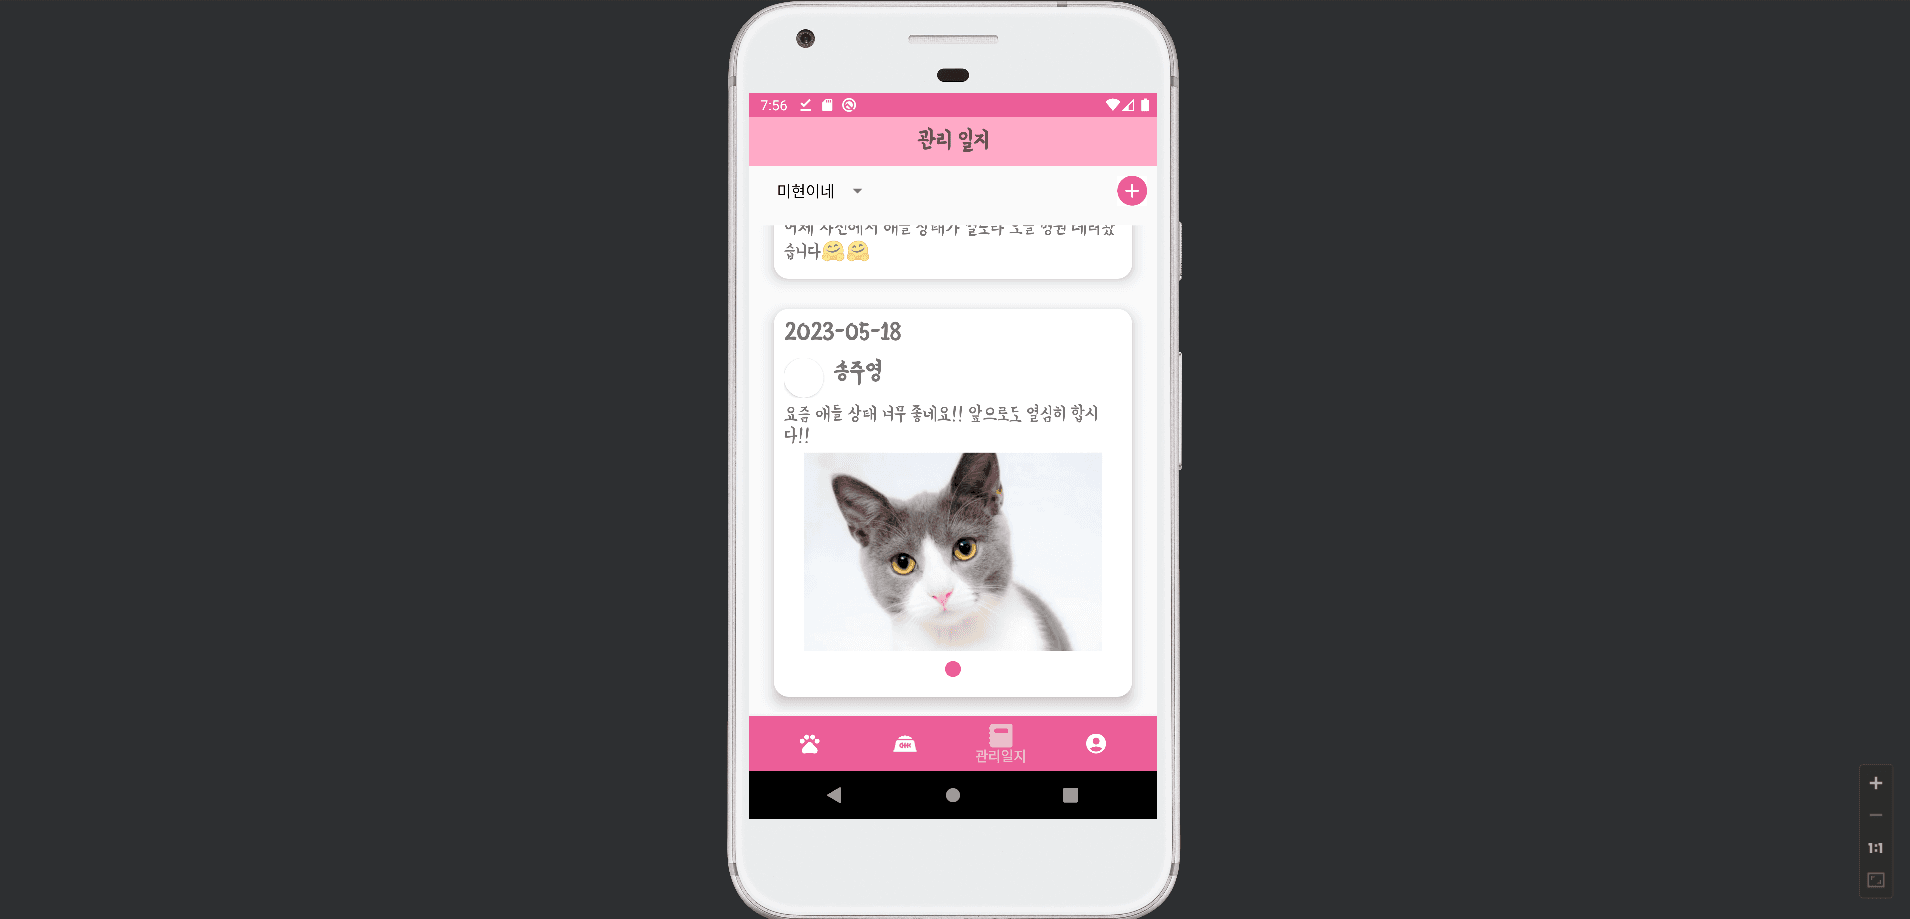 7:56
관리 일지
미현이네
습니다🤗🤗
2023-05-18
송주영
요즘 애들 상태 너무 좋네요!! 앞으로도 열심히 합시
다!!
관리일지
1:1